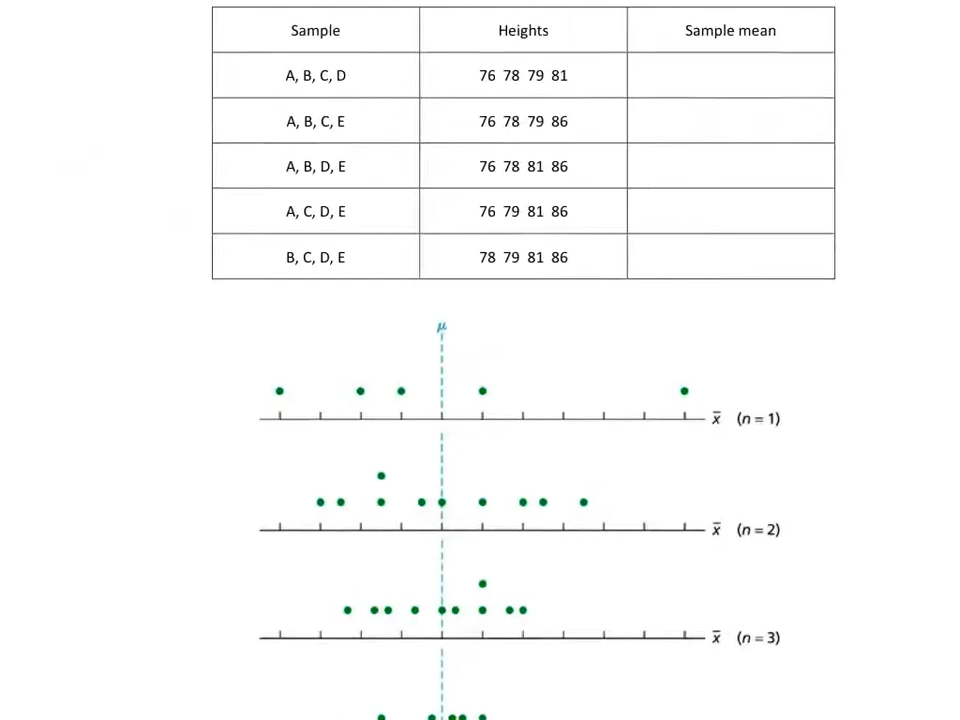 Sample Heights Sample mean
A, B, C, D 76 78 79 81
A, B, C, E 76 78 79 86
A, B, D, E 76 78 81 86
A, C, D, E 76 79 81 86
B, C, D, E 78 79 81 86
μ
x̄ (n = 1)
x̄ (n = 2)
x̄ (n = 3)